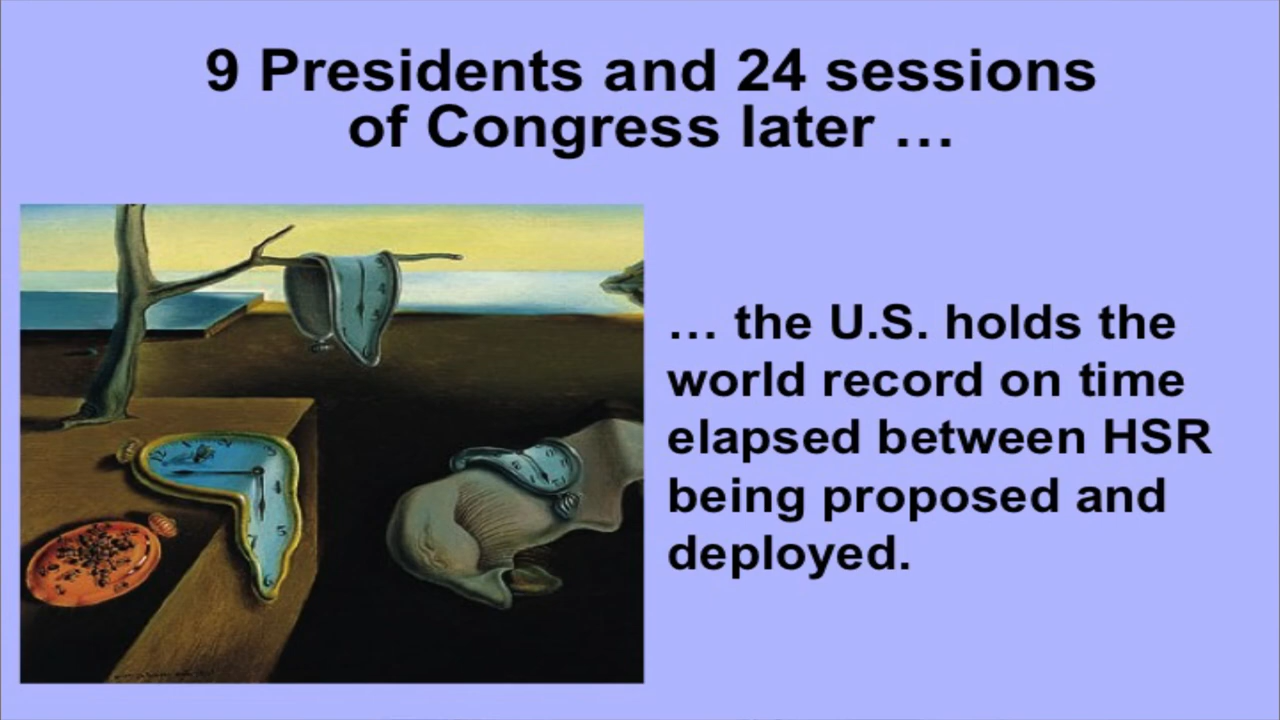 9 Presidents and 24 sessions
of Congress later …
… the U.S. holds the
world record on time
elapsed between HSR
being proposed and
deployed.